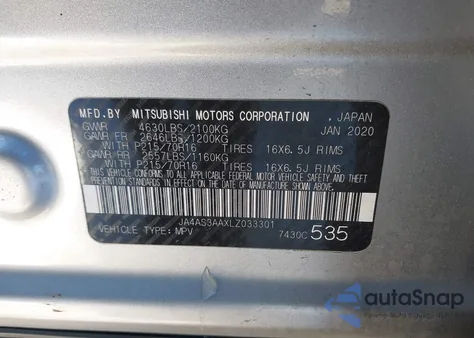 MFD.BY MITSUBISHI MOTORS CORPORATION , JAPAN
GVWR 4630LBS/2100KG JAN 2020
GAWR FR 2646LBS/1200KG
WITH P215/70R16 TIRES 16X6.5J RIMS
GAWR RR 2557LBS/1160KG
WITH P215/70R16 TIRES 16X6.5J RIMS
THIS VEHICLE CONFORMS TO ALL APPLICABLE FEDERAL MOTOR VEHICLE SAFETY
AND THEFT PREVENTION STANDARDS IN EFFECT ON THE DATE OF MANUFACTURE
SHOWN ABOVE.
JA4AS3AAXLZ033301
VEHICLE TYPE: MPV 7430C 535
autoSnap